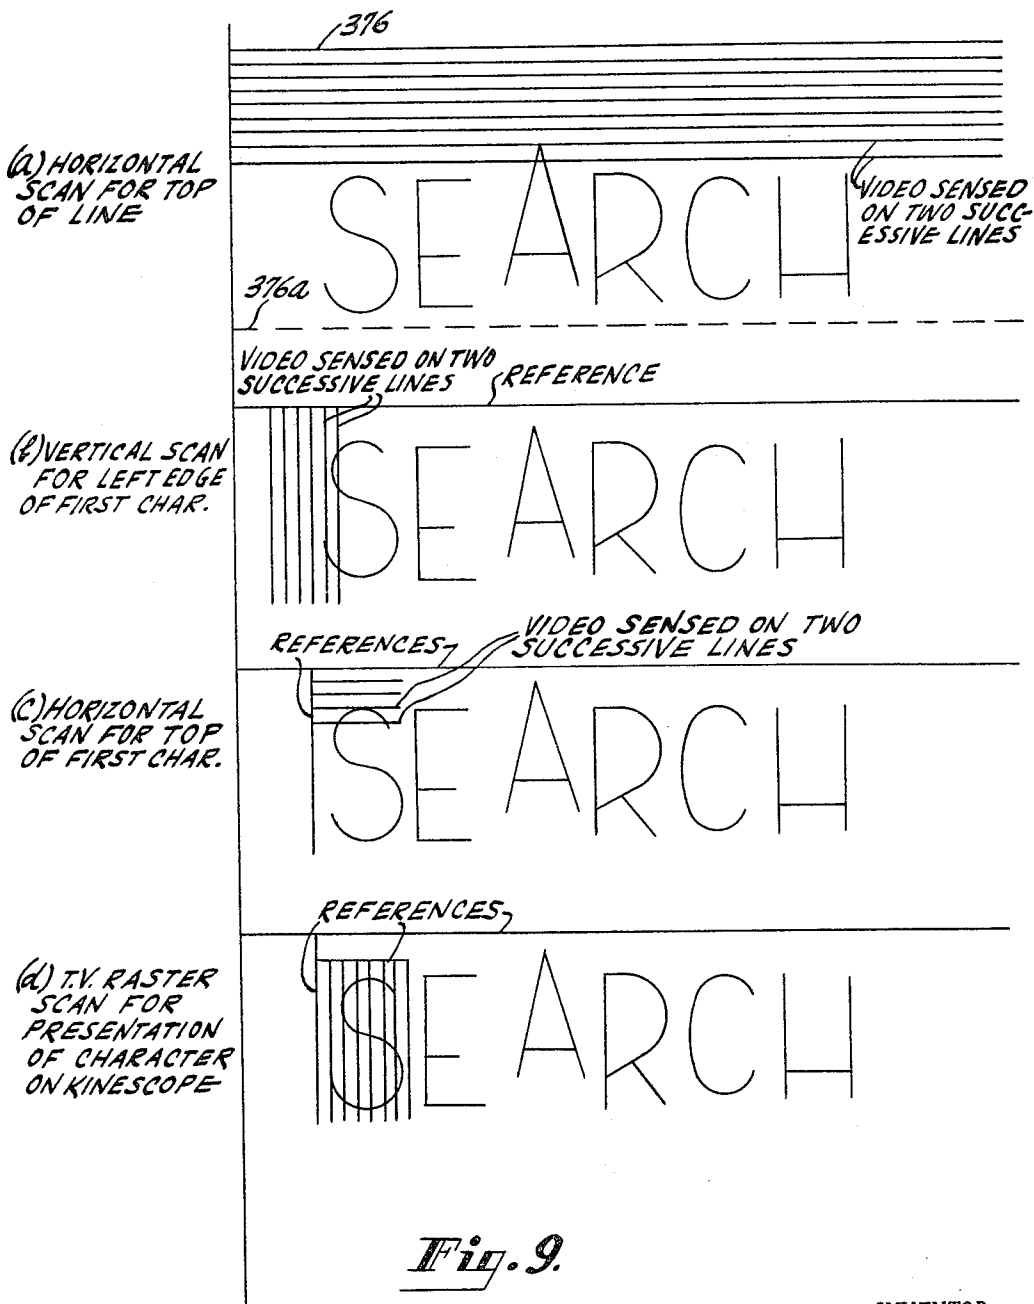 376
(a) HORIZONTAL
SCAN FOR TOP
OF LINE
VIDEO SENSED
ON TWO SUCC-
ESSIVE LINES
SEARCH
376a
VIDEO SENSED ON TWO
SUCCESSIVE LINES
REFERENCE
(b) VERTICAL SCAN
FOR LEFT EDGE
OF FIRST CHAR.
SEARCH
REFERENCES
VIDEO SENSED ON TWO
SUCCESSIVE LINES
(c) HORIZONTAL
SCAN FOR TOP
OF FIRST CHAR.
SEARCH
REFERENCES
(d) T.V. RASTER
SCAN FOR
PRESENTATION
OF CHARACTER
ON KINESCOPE
SEARCH
Fig. 9.